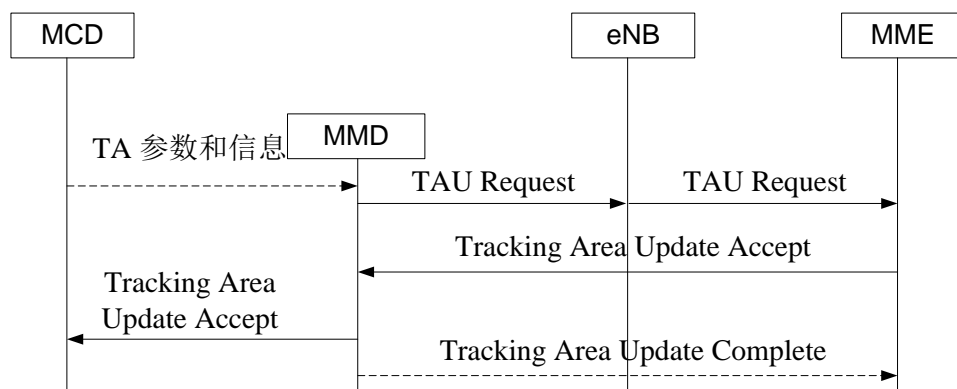 MCD
eNB
MME
MMD
TA 参数和信息
TAU Request
TAU Request
Tracking Area Update Accept
Tracking Area
Update Accept
Tracking Area Update Complete